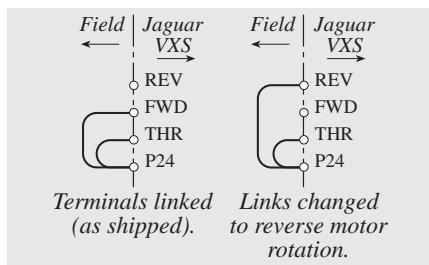 Field Jaguar VXS
REV
FWD
THR
P24
Terminals linked
(as shipped).
Field Jaguar VXS
REV
FWD
THR
P24
Links changed
to reverse motor
rotation.